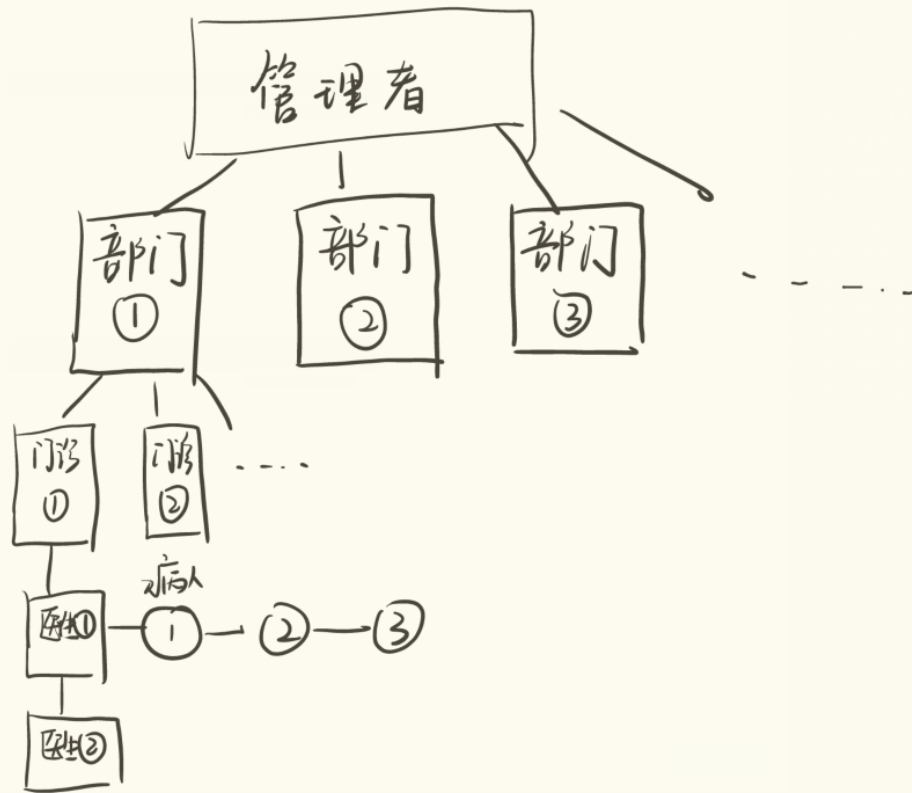 管理者
部门 部门 部门
① ② ③
门诊 门诊
① ②
病人
医生① ① ② ③
医生②